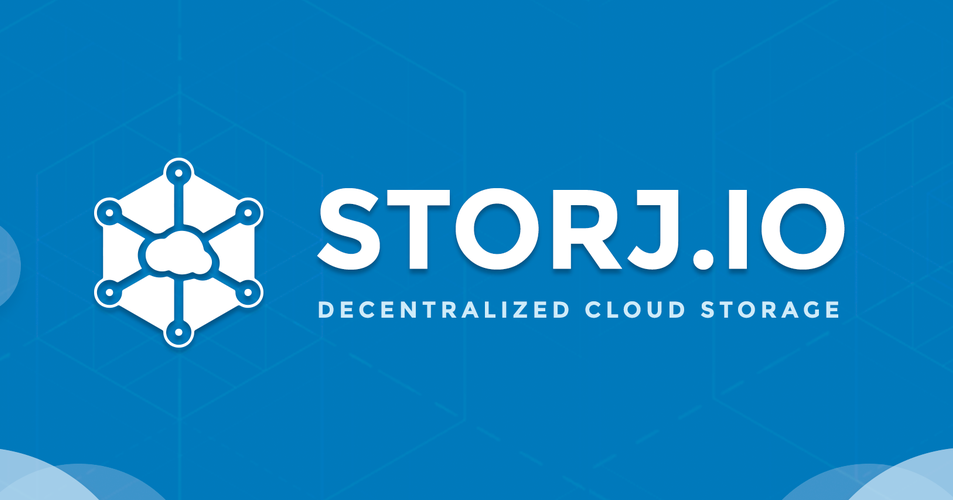 STORJ.IO
DECENTRALIZED CLOUD STORAGE